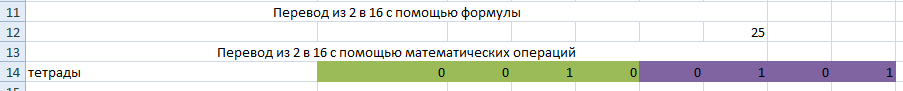 11 Перевод из 2 в 16 с помощью формулы
12 25
13 Перевод из 2 в 16 с помощью математических операций
14 тетрады 0 0 1 0 0 1 0 1